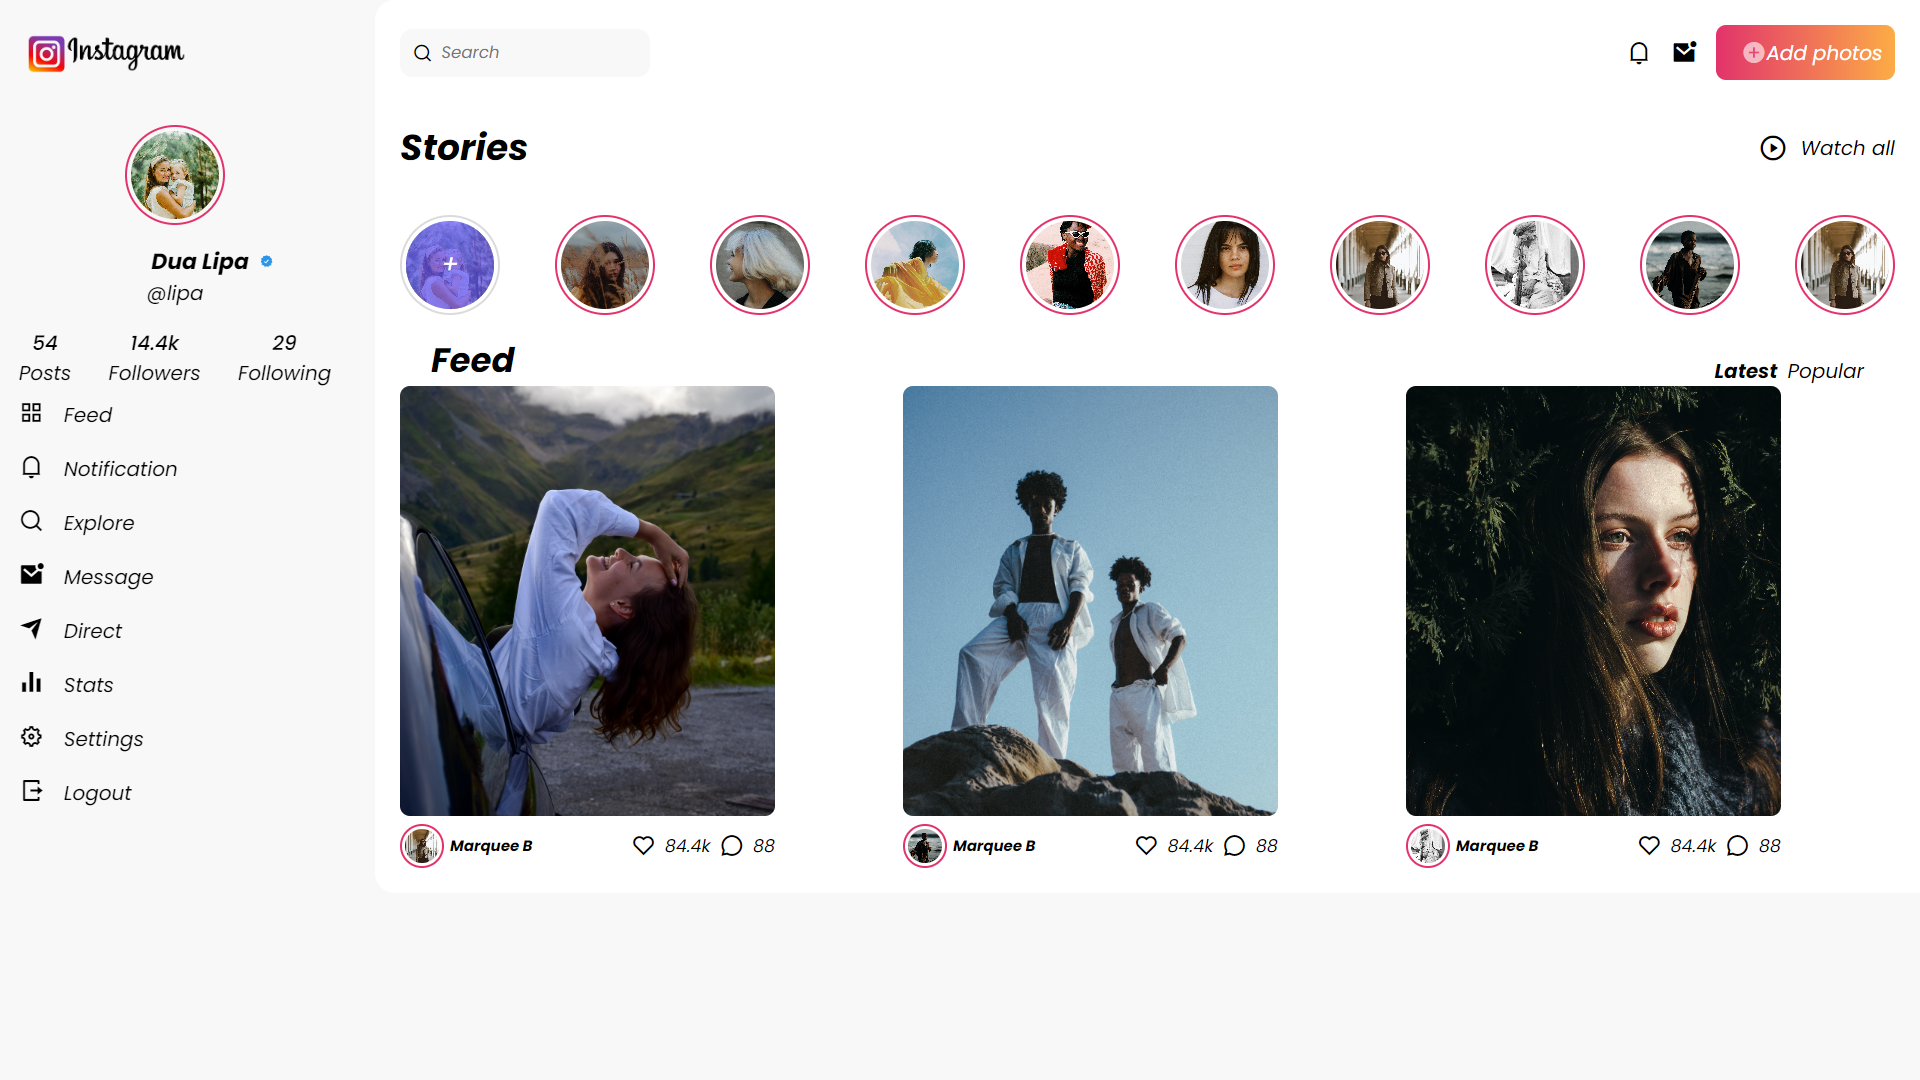 Instagram
Search
Add photos
Stories
Watch all
Dua Lipa
@lipa
54
14.4k
29
Posts
Followers
Following
Feed
Notification
Explore
Message
Direct
Stats
Settings
Logout
Feed
Latest Popular
Marquee B 84.4k 88
Marquee B 84.4k 88
Marquee B 84.4k 88